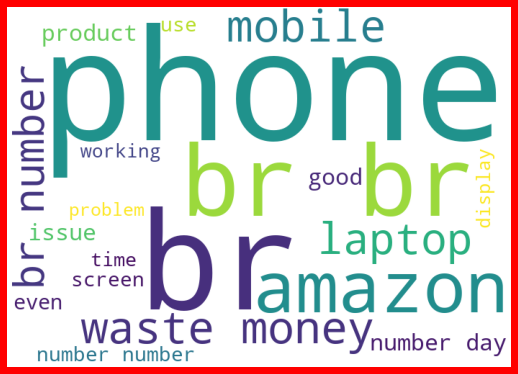 product
use
mobile
phone
br number
working
br br
good
display
problem
issue
br
laptop
time
screen
amazon
even
waste money
number day
number number